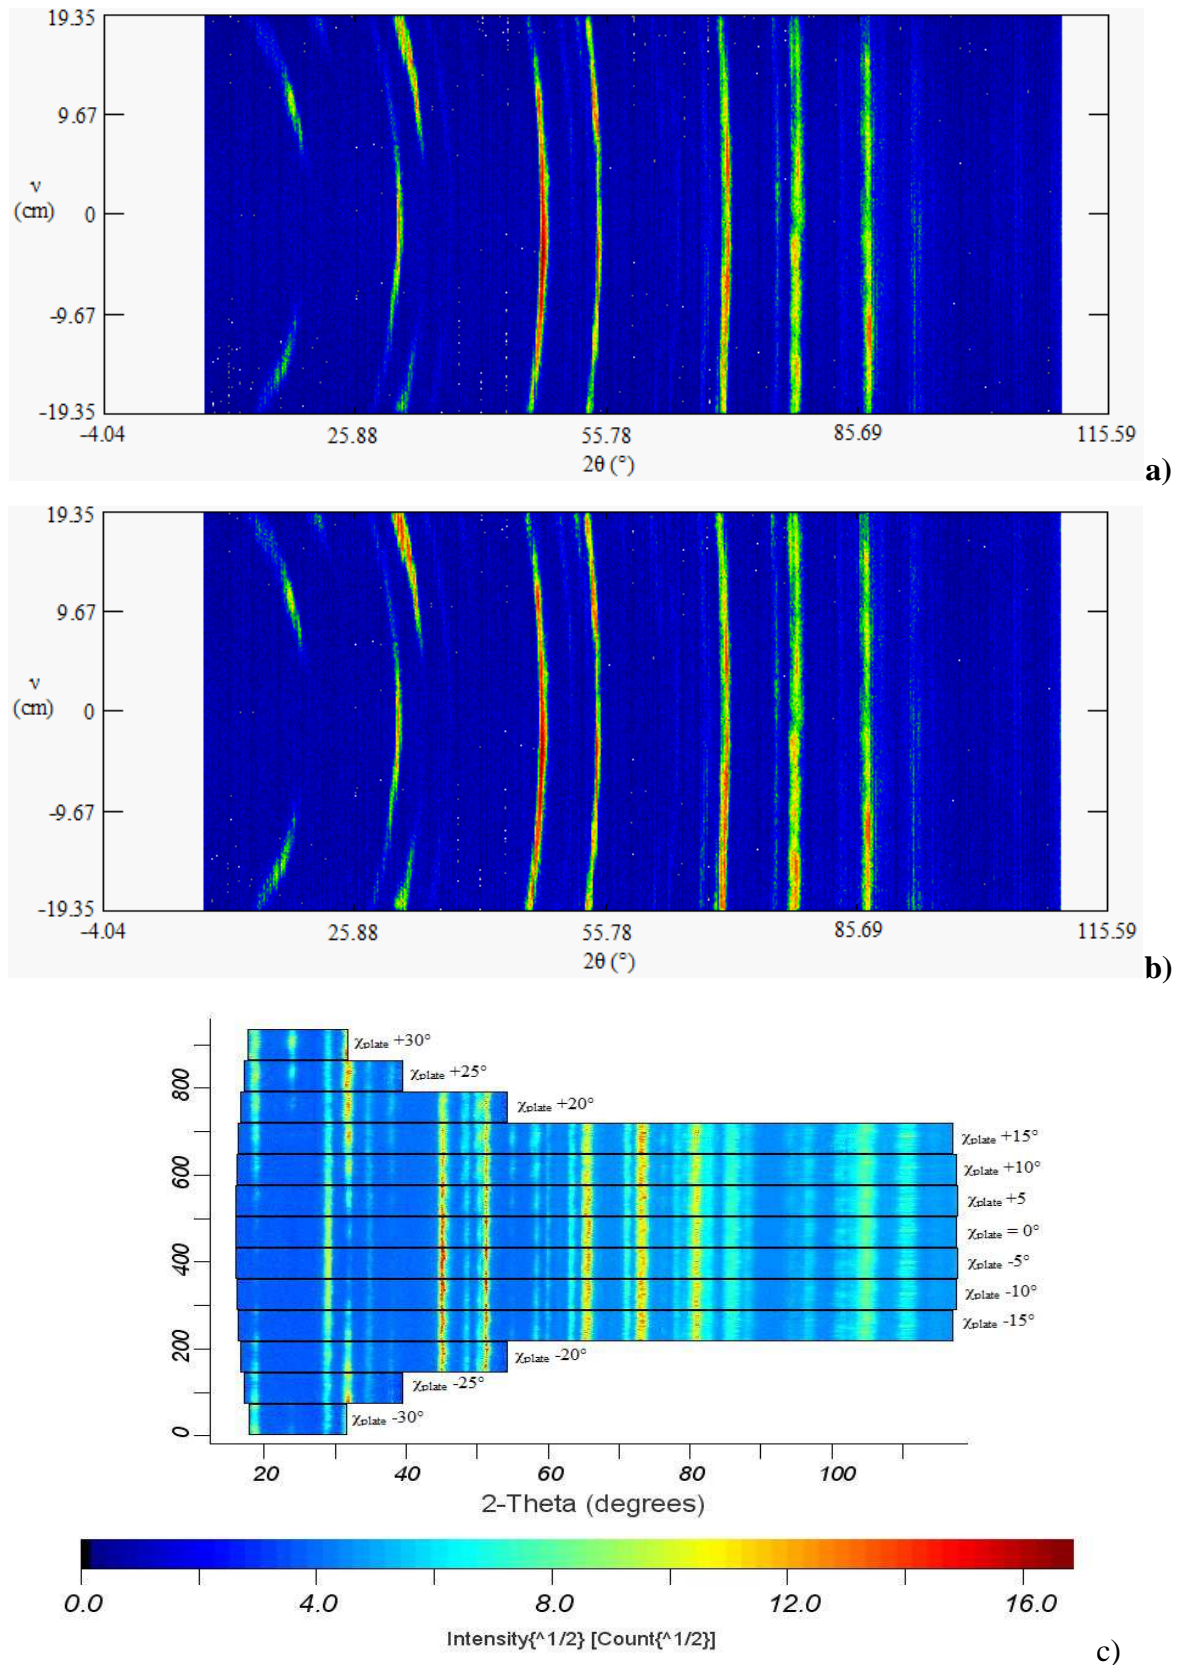 19.35
9.67
ν
(cm)
0
-9.67
-19.35
-4.04 25.88 55.78 85.69 115.59
2θ (°)
a)
19.35
9.67
ν
(cm)
0
-9.67
-19.35
-4.04 25.88 55.78 85.69 115.59
2θ (°)
b)
χplate +30°
χplate +25°
800
χplate +20°
χplate +15°
600
χplate +10°
χplate +5
χplate = 0°
400
χplate -5°
χplate -10°
χplate -15°
200
χplate -20°
χplate -25°
χplate -30°
0
20 40 60 80 100
2-Theta (degrees)
0.0 4.0 8.0 12.0 16.0
Intensity{^1/2} [Count{^1/2}]
c)